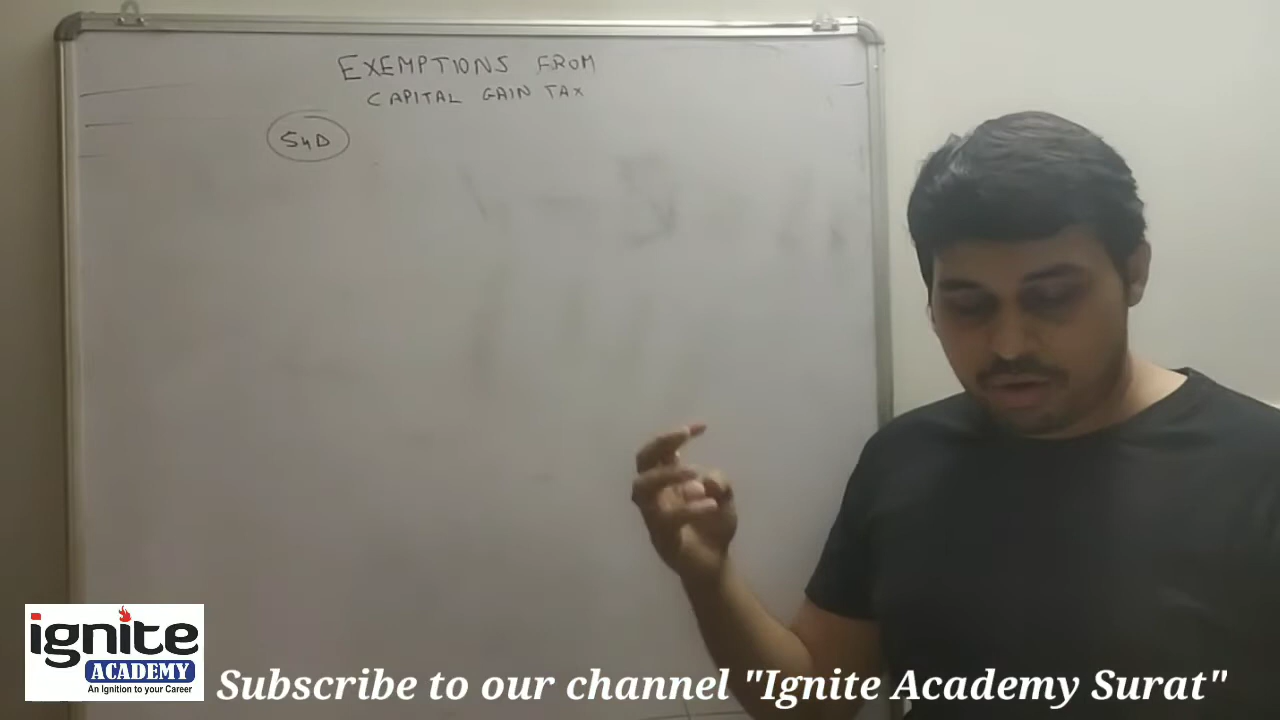 EXEMPTIONS FROM
CAPITAL GAIN TAX
54D
ignite
ACADEMY
An Ignition to your Career
Subscribe to our channel "Ignite Academy Surat"